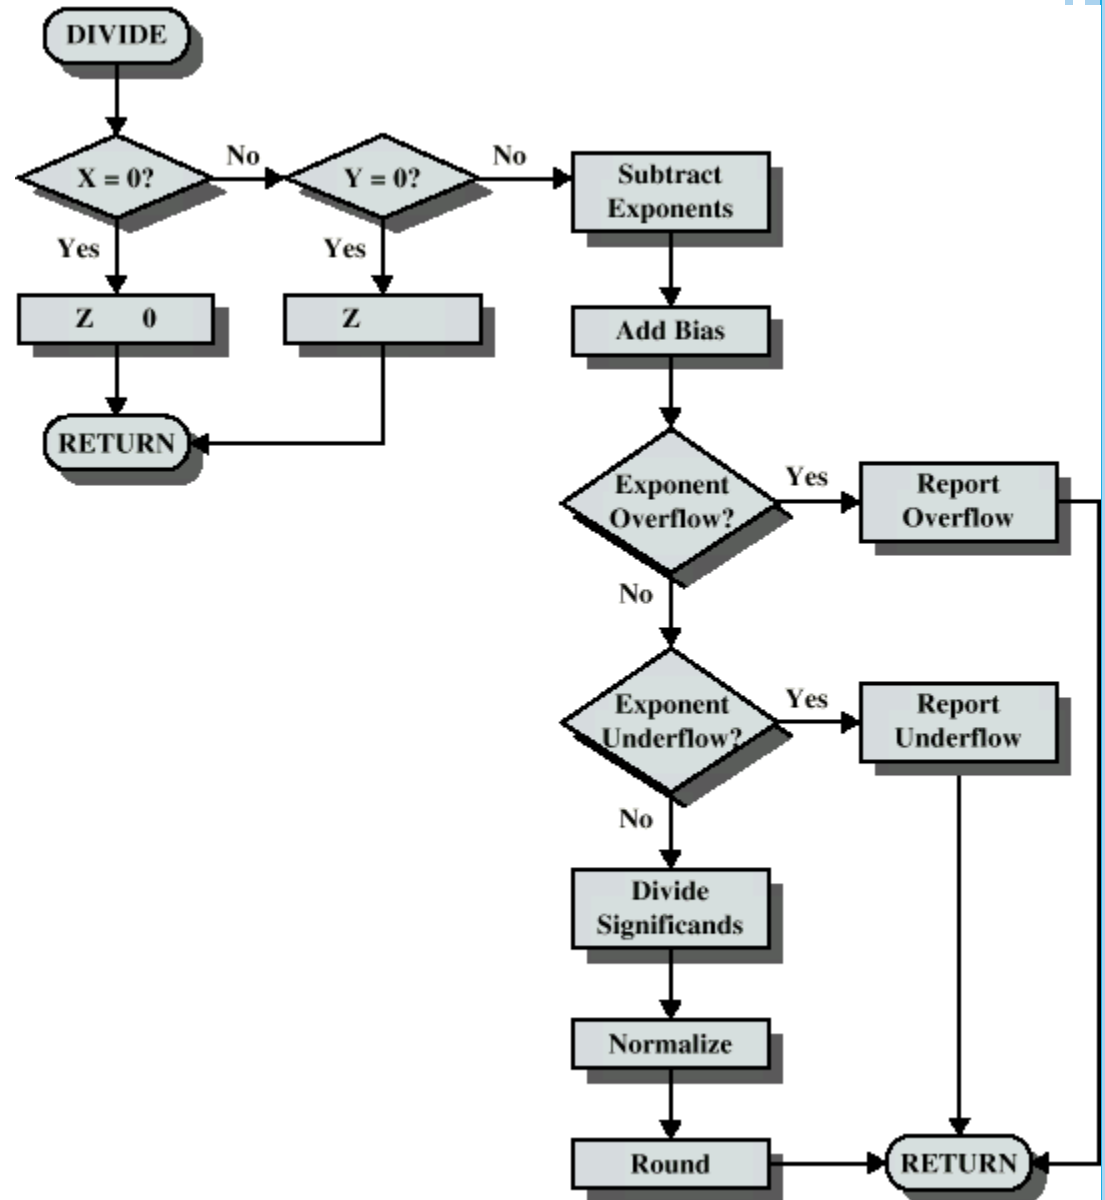 DIVIDE
X = 0?
No
Y = 0?
No
Subtract
Exponents
Yes
Yes
Z 0
Z
Add Bias
RETURN
Exponent
Overflow?
Yes
Report
Overflow
No
Exponent
Underflow?
Yes
Report
Underflow
No
Divide
Significands
Normalize
Round
RETURN